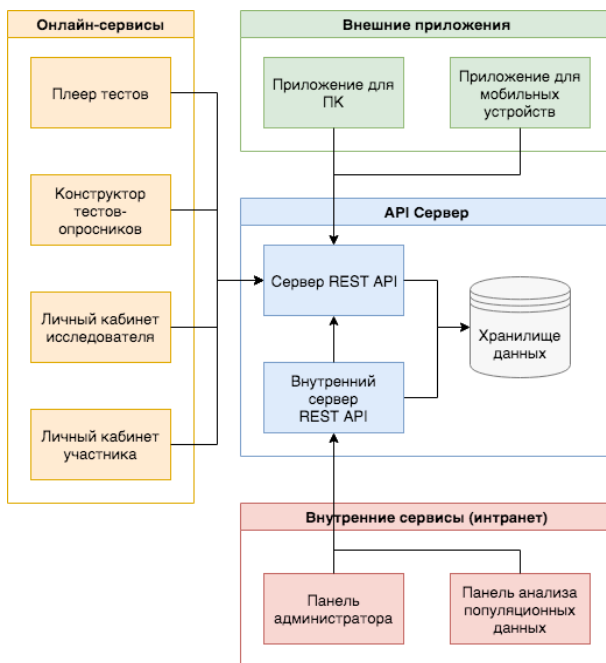 Онлайн-сервисы
Плеер тестов
Конструктор
тестов-
опросников
Личный кабинет
исследователя
Личный кабинет
участника
Внешние приложения
Приложение для
ПК
Приложение для
мобильных
устройств
API Сервер
Сервер REST API
Хранилище
данных
Внутренний
сервер
REST API
Внутренние сервисы (интранет)
Панель
администратора
Панель анализа
популяционных
данных